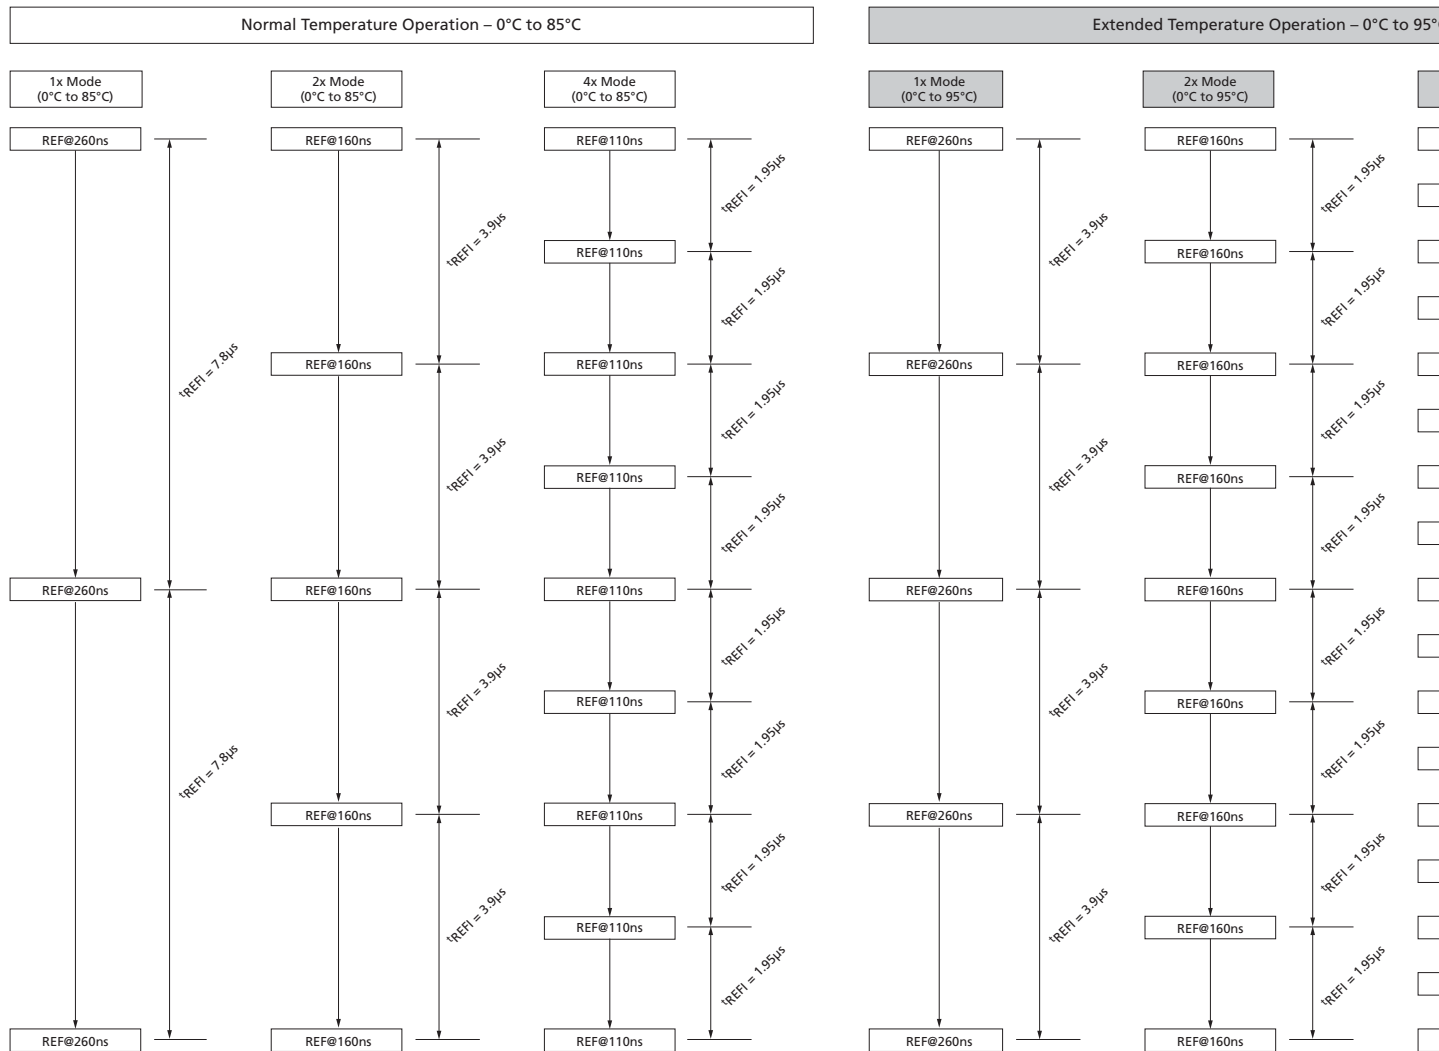 Normal Temperature Operation – 0°C to 85°C
Extended Temperature Operation – 0°C to 95°
1x Mode
(0°C to 85°C)
2x Mode
(0°C to 85°C)
4x Mode
(0°C to 85°C)
1x Mode
(0°C to 95°C)
2x Mode
(0°C to 95°C)
REF@260ns
REF@260ns
REF@260ns
tREFI = 7.8μs
tREFI = 7.8μs
REF@160ns
REF@160ns
REF@160ns
REF@160ns
REF@160ns
tREFI = 3.9μs
tREFI = 3.9μs
tREFI = 3.9μs
tREFI = 3.9μs
REF@110ns
REF@110ns
REF@110ns
REF@110ns
REF@110ns
REF@110ns
REF@110ns
REF@110ns
REF@110ns
tREFI = 1.95μs
tREFI = 1.95μs
tREFI = 1.95μs
tREFI = 1.95μs
tREFI = 1.95μs
tREFI = 1.95μs
tREFI = 1.95μs
tREFI = 1.95μs
REF@260ns
REF@260ns
REF@260ns
REF@260ns
REF@260ns
tREFI = 3.9μs
tREFI = 3.9μs
tREFI = 3.9μs
tREFI = 3.9μs
REF@160ns
REF@160ns
REF@160ns
REF@160ns
REF@160ns
REF@160ns
REF@160ns
REF@160ns
REF@160ns
tREFI = 1.95μs
tREFI = 1.95μs
tREFI = 1.95μs
tREFI = 1.95μs
tREFI = 1.95μs
tREFI = 1.95μs
tREFI = 1.95μs
tREFI = 1.95μs